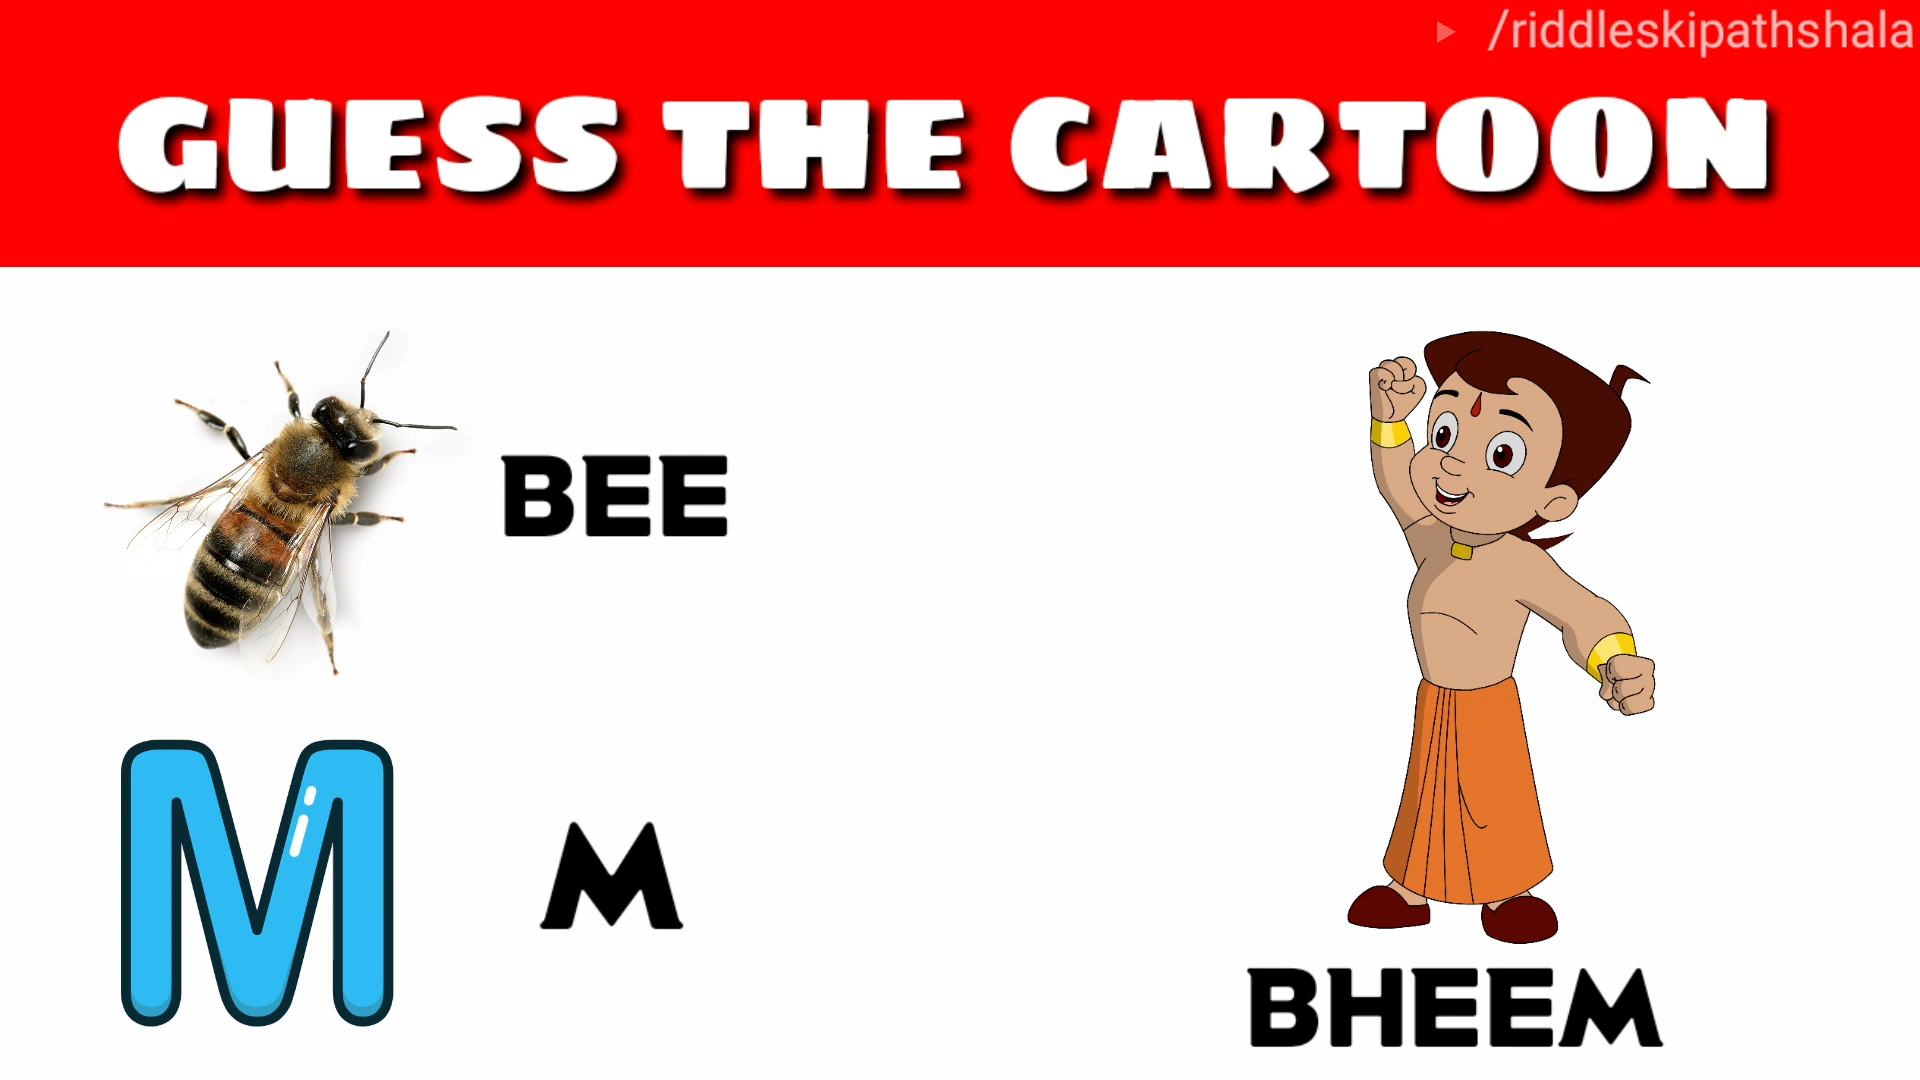 /riddleskipathshala
GUESS THE CARTOON
BEE
M
M
BHEEM